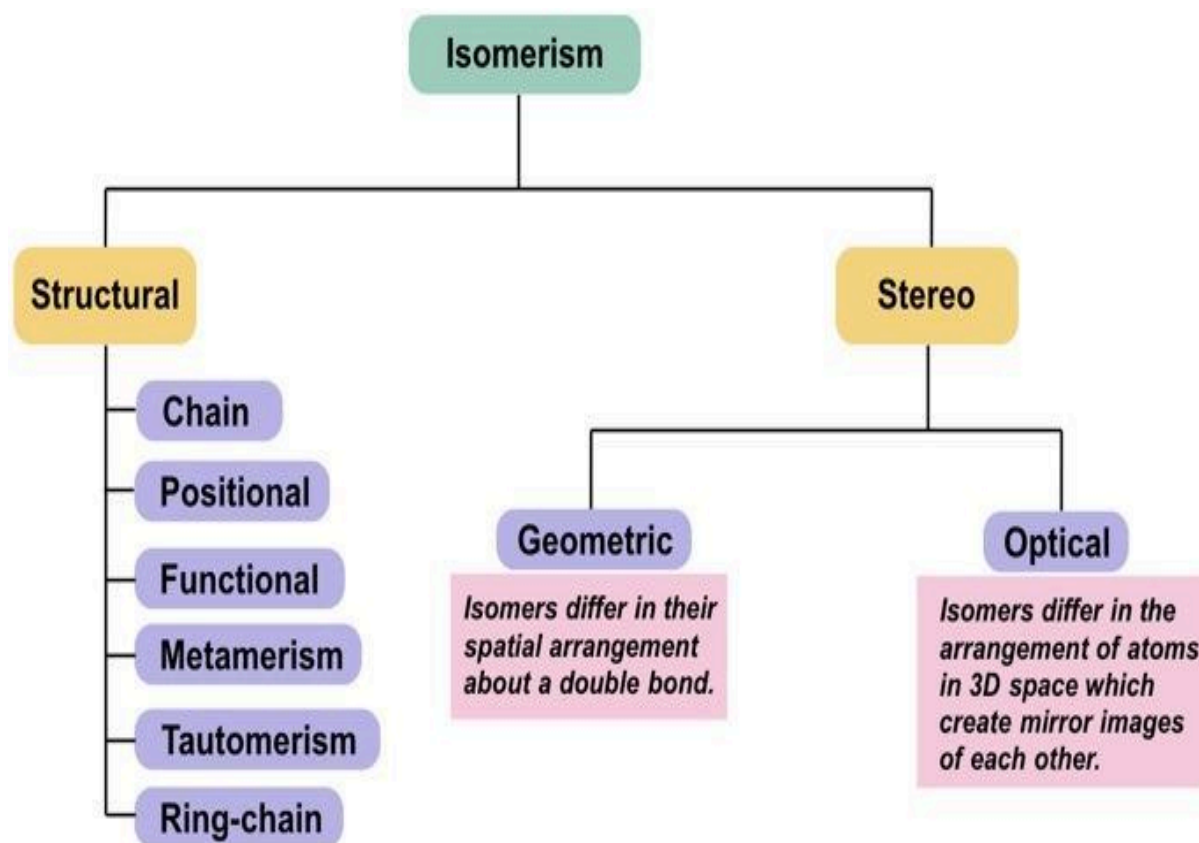 Isomerism
Structural
Stereo
Chain
Positional
Functional
Metamerism
Tautomerism
Ring-chain
Geometric
Isomers differ in their
spatial arrangement
about a double bond.
Optical
Isomers differ in the
arrangement of atoms
in 3D space which
create mirror images
of each other.